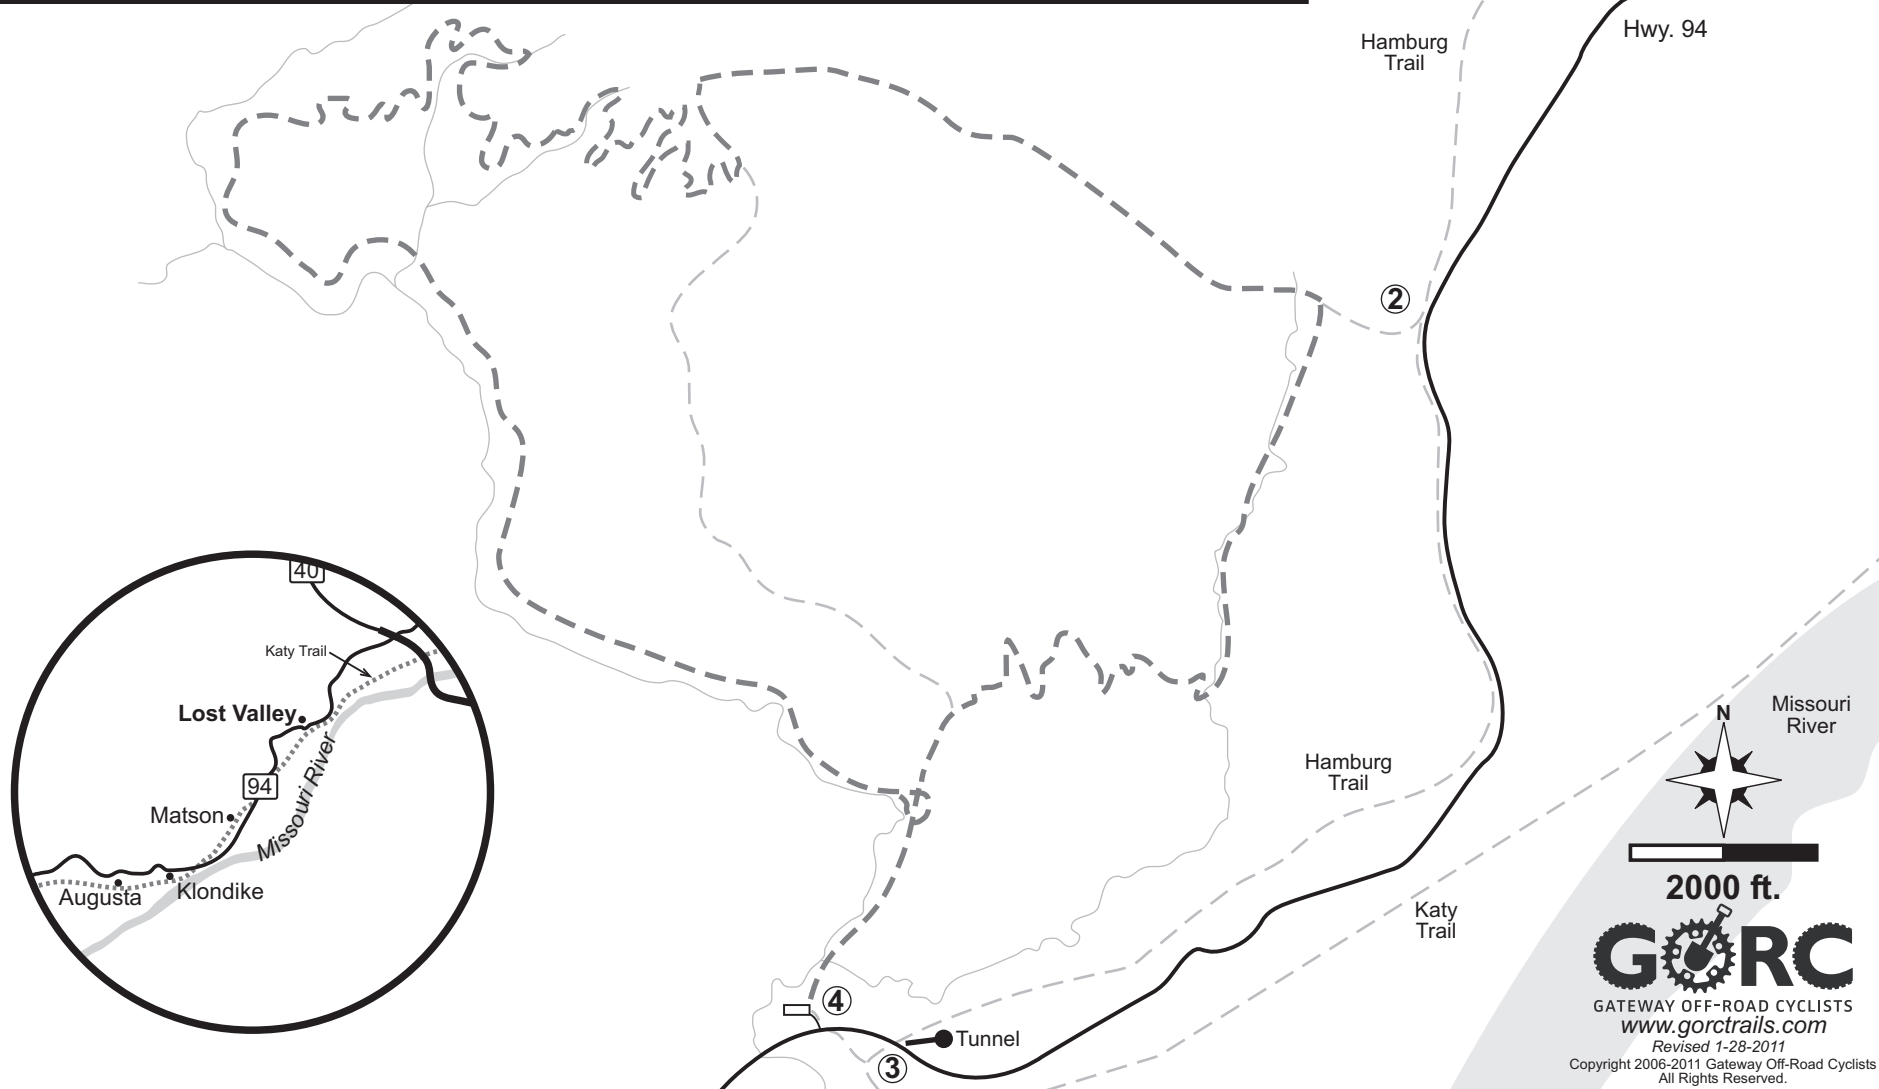 Hamburg
Trail
Hwy. 94
2
40
Katy Trail
Lost Valley
94
Matson
Missouri River
Augusta
Klondike
Hamburg
Trail
Missouri
River
N
2000 ft.
Katy
Trail
GORC
GATEWAY OFF-ROAD CYCLISTS
www.gorctrails.com
Revised 1-28-2011
Copyright 2006-2011 Gateway Off-Road Cyclists
All Rights Reserved.
4
Tunnel
3